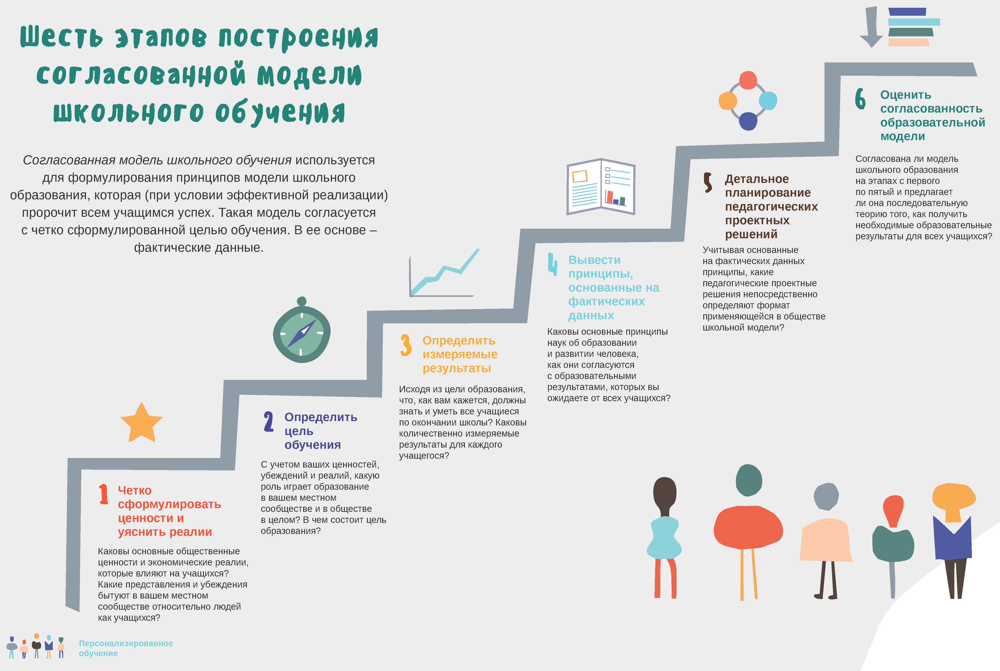 Шесть этапов построения
согласованной модели
школьного обучения
Согласованная модель школьного обучения используется
для формулирования принципов модели школьного
образования, которая (при условии эффективной реализации)
пророчит всем учащимся успех. Такая модель согласуется
с четко сформулированной целью обучения. В ее основе –
фактические данные.
1
Четко
сформулировать
ценности и
уяснить реалии
Каковы основные общественные
ценности и экономические реалии,
которые влияют на учащихся?
Какие представления и убеждения
бытуют в вашем местном
сообществе относительно людей
как учащихся?
2
Определить
цель
обучения
С учетом ваших ценностей,
убеждений и реалий, какую
роль играет образование
в вашем местном
сообществе и в обществе
в целом? В чем состоит цель
образования?
3
Определить
измеряемые
результаты
Исходя из цели образования,
что, как вам кажется, должны
знать и уметь все учащиеся
по окончании школы? Каковы
количественно измеряемые
результаты для каждого
учащегося?
4
Вывести
принципы,
основанные на
фактических
данных
Каковы основные принципы
наук об образовании
и развитии человека,
как они согласуются
с образовательными
результатами, которых вы
ожидаете от всех учащихся?
5
Детальное
планирование
педагогических
проектных
решений
Учитывая основанные
на фактических данных
принципы, какие
педагогические проектные
решения непосредственно
определяют формат
применяющейся в обществе
школьной модели?
6
Оценить
согласованность
образовательной
модели
Согласована ли модель
школьного образования
на этапах с первого
по пятый и предлагает
ли она последовательную
теорию того, как получить
необходимые образовательные
результаты для всех учащихся?
Персонализированное
обучение